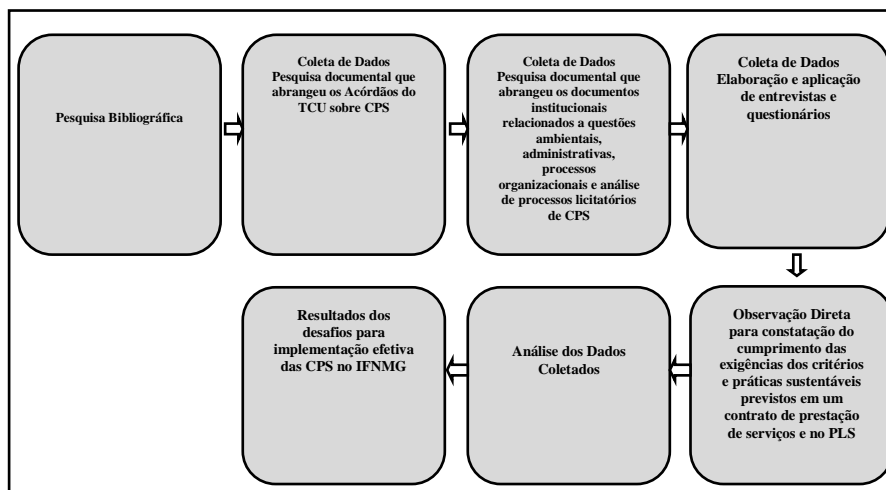 Pesquisa Bibliográfica
Coleta de Dados
Pesquisa documental que
abrangeu os Acórdãos do
TCU sobre CPS
Coleta de Dados
Pesquisa documental que
abrangeu os documentos
institucionais
relacionados a questões
ambientais,
administrativas,
processos
organizacionais e análise
de processos licitatórios
de CPS
Coleta de Dados
Elaboração e aplicação
de entrevistas e
questionários
Observação Direta
para constatação do
cumprimento das
exigências dos critérios
e práticas sustentáveis
previstos em um
contrato de prestação
de serviços e no PLS
Análise dos Dados
Coletados
Resultados dos
desafios para
implementação efetiva
das CPS no IFNMG